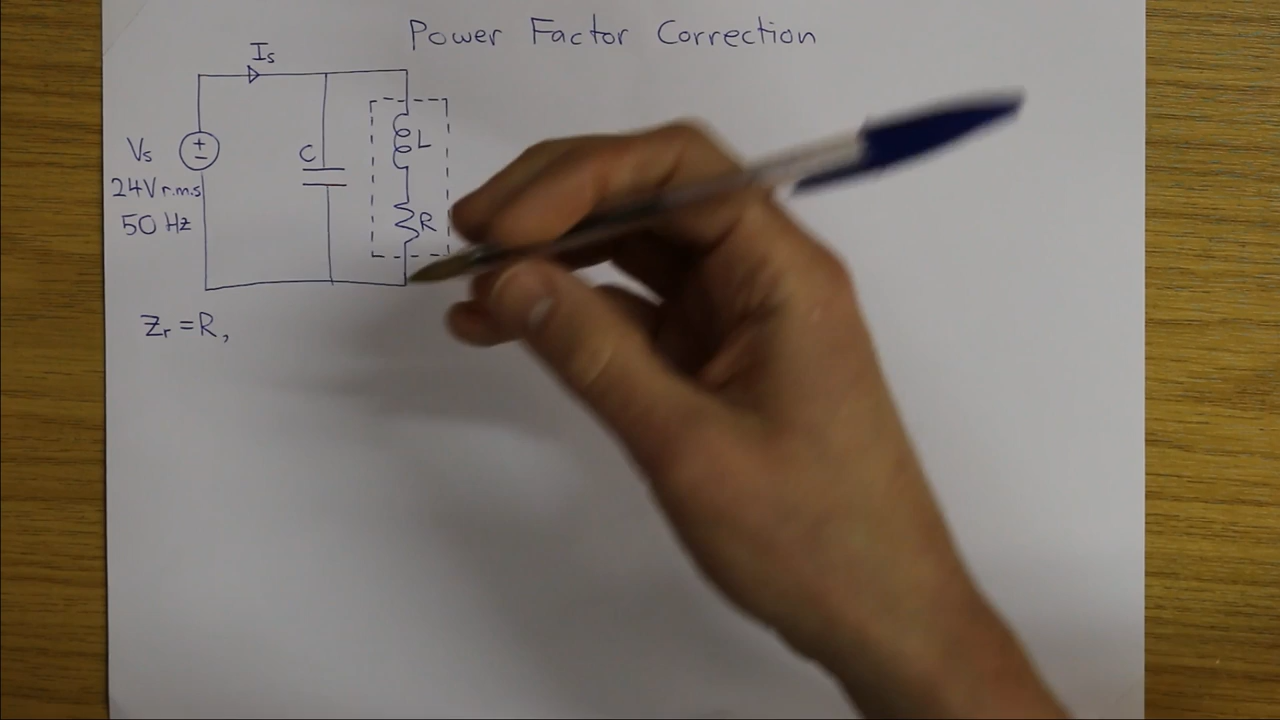 Power Factor Correction
Is
+
−
Vs
24V r.m.s
50 Hz
C
L
R
Zr = R,